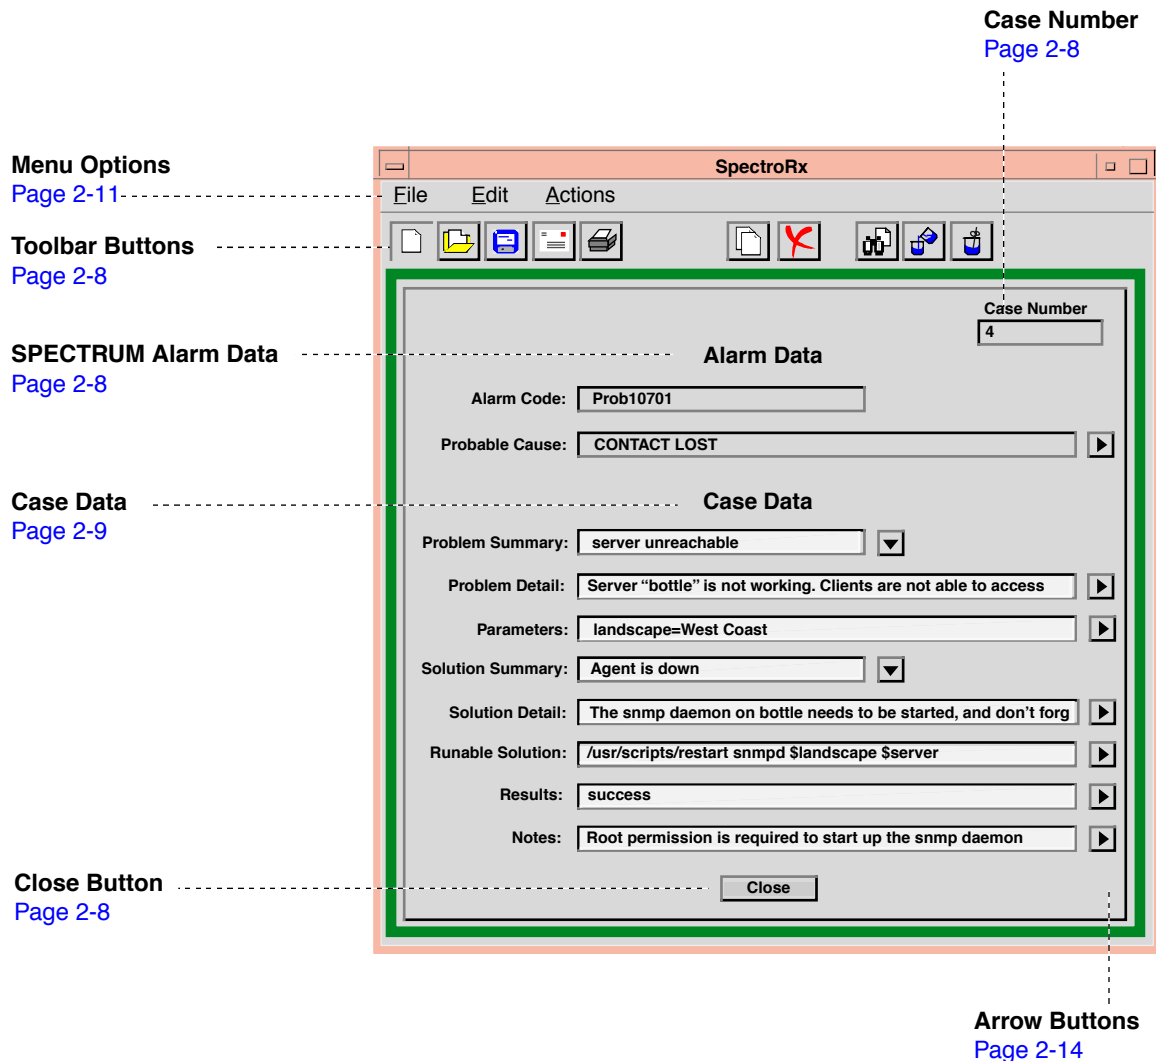 Case Number
Page 2-8
Menu Options
Page 2-11
Toolbar Buttons
Page 2-8
SPECTRUM Alarm Data
Page 2-8
Case Data
Page 2-9
Close Button
Page 2-8
SpectroRx
File Edit Actions
Case Number
4
Alarm Data
Alarm Code: Prob10701
Probable Cause: CONTACT LOST
Case Data
Problem Summary: server unreachable
Problem Detail: Server “bottle” is not working. Clients are not able to access
Parameters: landscape=West Coast
Solution Summary: Agent is down
Solution Detail: The snmp daemon on bottle needs to be started, and don’t forg
Runable Solution: /usr/scripts/restart snmpd $landscape $server
Results: success
Notes: Root permission is required to start up the snmp daemon
Close
Arrow Buttons
Page 2-14